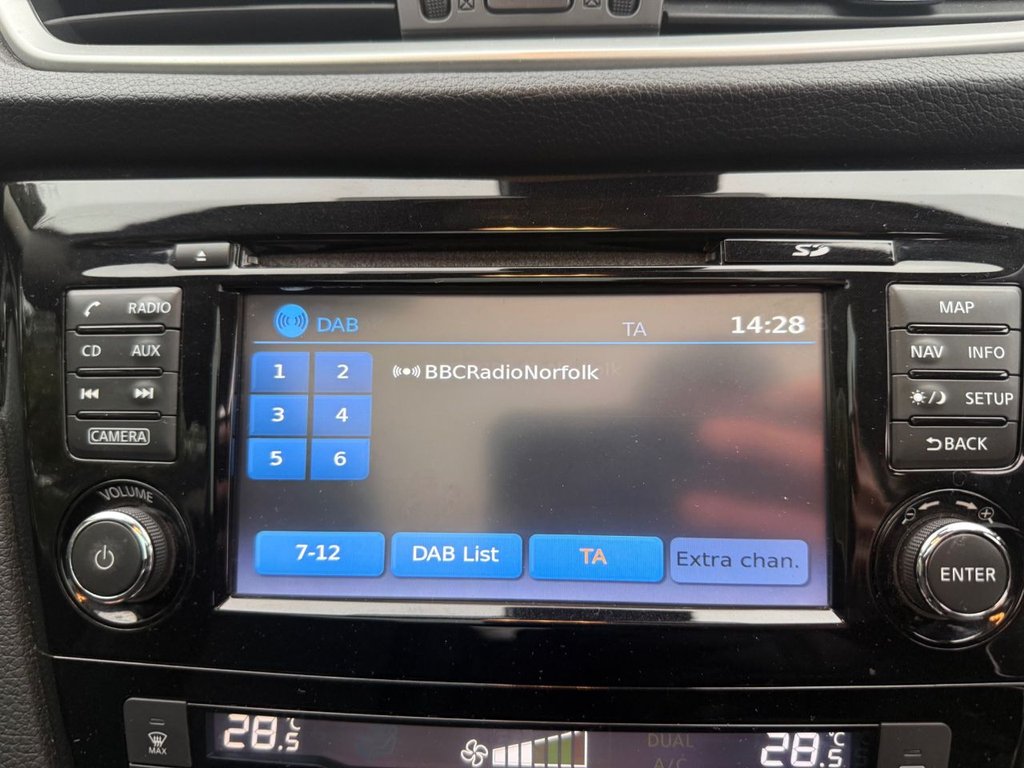 SD
RADIO
CD AUX
CAMERA
VOLUME
DAB TA 14:28
1 2
3 4
5 6
BBCRadioNorfolk
7-12 DAB List TA Extra chan.
MAP
NAV INFO
SETUP
BACK
ENTER
MAX
28.5 °C
DUAL
A/C
28.5 °C